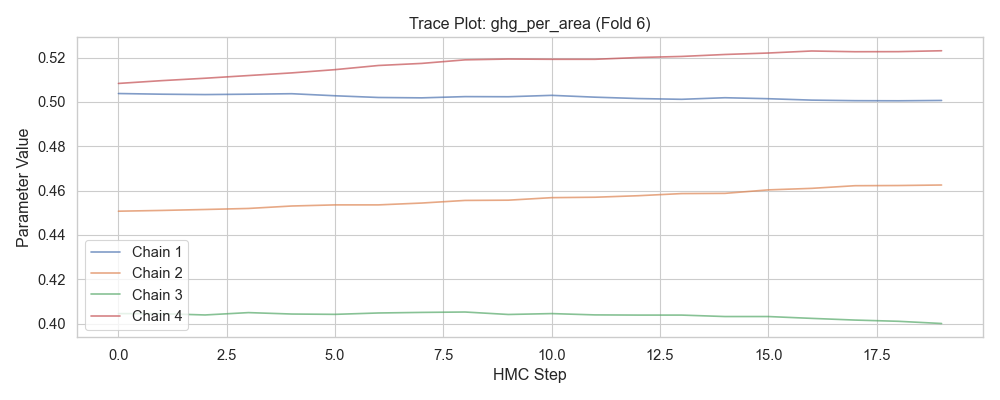 Trace Plot: ghg_per_area (Fold 6)
Parameter Value
0.52
0.50
0.48
0.46
0.44
0.42
0.40
Chain 1
Chain 2
Chain 3
Chain 4
0.0 2.5 5.0 7.5 10.0 12.5 15.0 17.5
HMC Step